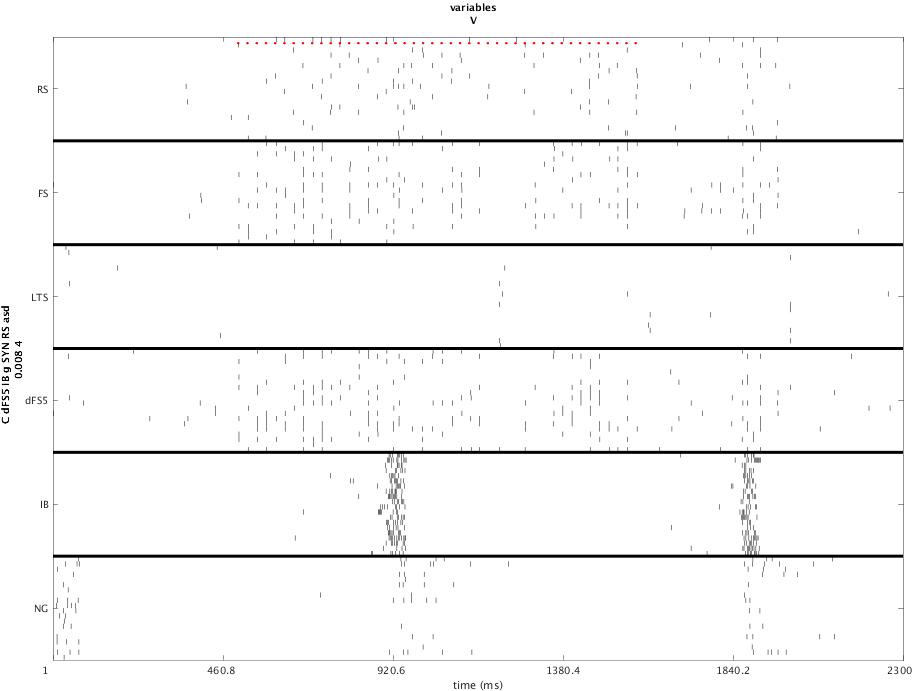 variables
V
C dFS5 IB g SYN RS asd
0.008 4
RS
FS
LTS
dFS5
IB
NG
1
460.8
920.6
1380.4
1840.2
2300
time (ms)